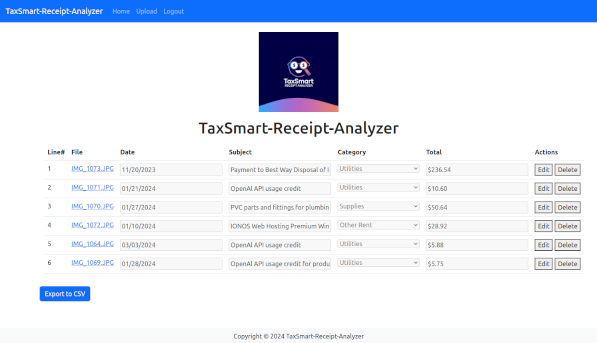 TaxSmart-Receipt-Analyzer Home Upload Logout
TaxSmart
RECEIPT ANALYZER
TaxSmart-Receipt-Analyzer
Line# File Date Subject Category Total Actions
1 IMG_1073.JPG 11/20/2023 Payment to Best Way Disposal of Utilities $236.54 Edit Delete
2 IMG_1071.JPG 01/21/2024 OpenAI API usage credit Utilities $10.60 Edit Delete
3 IMG_1070.JPG 01/27/2024 PVC parts and fittings for plumbin Supplies $50.64 Edit Delete
4 IMG_1072.JPG 01/10/2024 IONOS Web Hosting Premium Win Other Rent $28.92 Edit Delete
5 IMG_1064.JPG 03/03/2024 OpenAI API usage credit Utilities $5.88 Edit Delete
6 IMG_1069.JPG 01/28/2024 OpenAI API usage credit for produ Utilities $5.75 Edit Delete
Export to CSV
Copyright © 2024 TaxSmart-Receipt-Analyzer